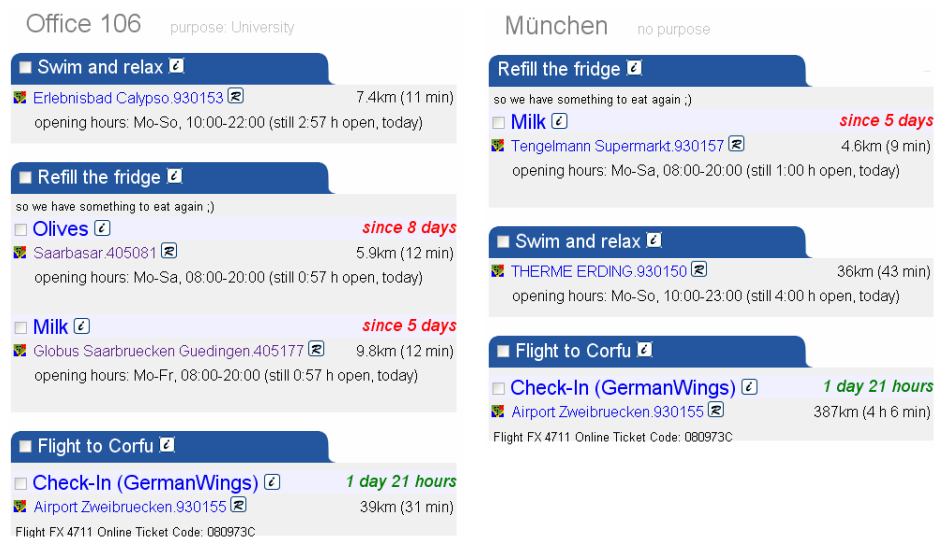 Office 106 purpose: University
Swim and relax i
Erlebnisbad Calypso.930153 R 7.4km (11 min)
opening hours: Mo-So, 10:00-22:00 (still 2:57 h open, today)
Refill the fridge i
so we have something to eat again ;)
Olives i since 8 days
Saarbasar.405081 R 5.9km (12 min)
opening hours: Mo-Sa, 08:00-20:00 (still 0:57 h open, today)
Milk i since 5 days
Globus Saarbruecken Guedingen.405177 R 9.8km (12 min)
opening hours: Mo-Fr, 08:00-20:00 (still 0:57 h open, today)
Flight to Corfu i
Check-In (GermanWings) i 1 day 21 hours
Airport Zweibruecken.930155 R 39km (31 min)
Flight FX 4711 Online Ticket Code: 080973C
München no purpose
Refill the fridge i
so we have something to eat again ;)
Milk i since 5 days
Tengelmann Supermarkt.930157 R 4.6km (9 min)
opening hours: Mo-Sa, 08:00-20:00 (still 1:00 h open, today)
Swim and relax i
THERME ERDING.930150 R 36km (43 min)
opening hours: Mo-So, 10:00-23:00 (still 4:00 h open, today)
Flight to Corfu i
Check-In (GermanWings) i 1 day 21 hours
Airport Zweibruecken.930155 R 387km (4 h 6 min)
Flight FX 4711 Online Ticket Code: 080973C